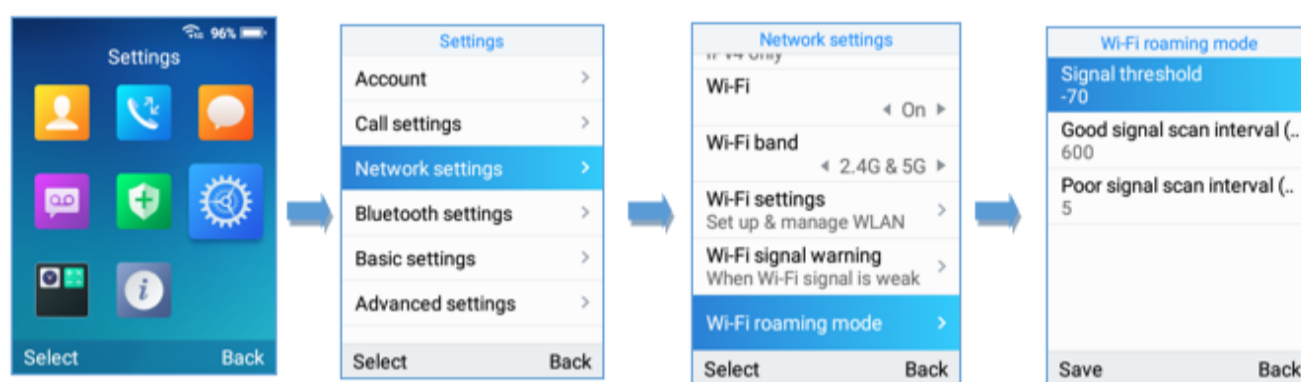 96%
Settings
Select Back
Settings
Account
Call settings
Network settings
Bluetooth settings
Basic settings
Advanced settings
Select Back
Network settings
IPv4 only
Wi-Fi
On
Wi-Fi band
2.4G & 5G
Wi-Fi settings
Set up & manage WLAN
Wi-Fi signal warning
When Wi-Fi signal is weak
Wi-Fi roaming mode
Select Back
Wi-Fi roaming mode
Signal threshold
-70
Good signal scan interval (..
600
Poor signal scan interval (..
5
Save Back